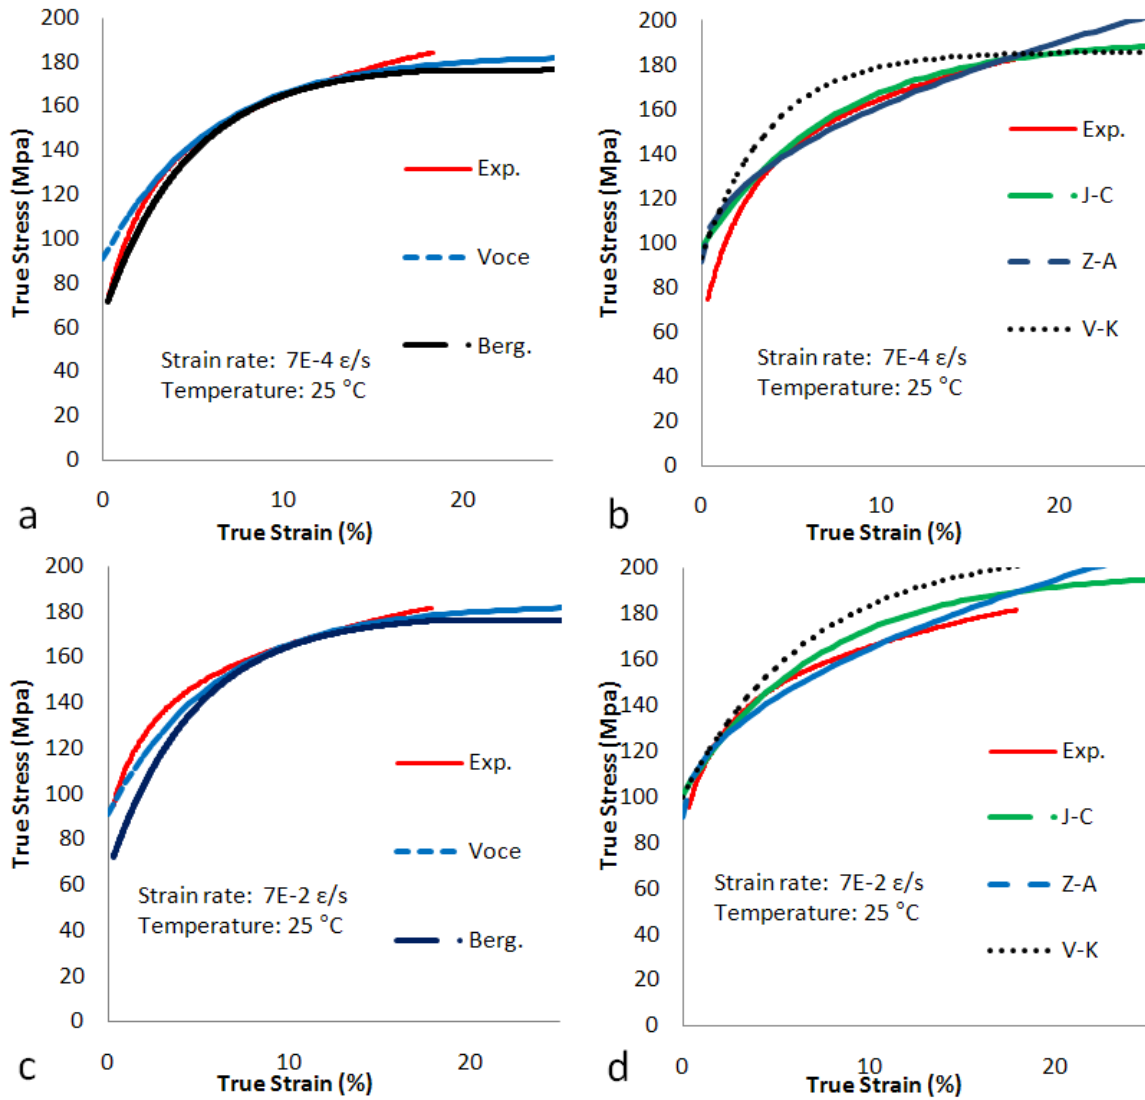 200
180
160
140
120
100
80
60
40
20
0
True Stress (Mpa)
Exp.
Voce
Berg.
Strain rate: 7E-4 ε/s
Temperature: 25 °C
0
10
20
True Strain (%)
a
200
180
160
140
120
100
80
60
40
20
0
True Stress (Mpa)
Exp.
J-C
Z-A
V-K
Strain rate: 7E-4 ε/s
Temperature: 25 °C
0
10
20
True Strain (%)
b
200
180
160
140
120
100
80
60
40
20
0
True Stress (Mpa)
Exp.
Voce
Berg.
Strain rate: 7E-2 ε/s
Temperature: 25 °C
0
10
20
True Strain (%)
c
200
180
160
140
120
100
80
60
40
20
0
True Stress (Mpa)
Exp.
J-C
Z-A
V-K
Strain rate: 7E-2 ε/s
Temperature: 25 °C
0
10
20
True Strain (%)
d